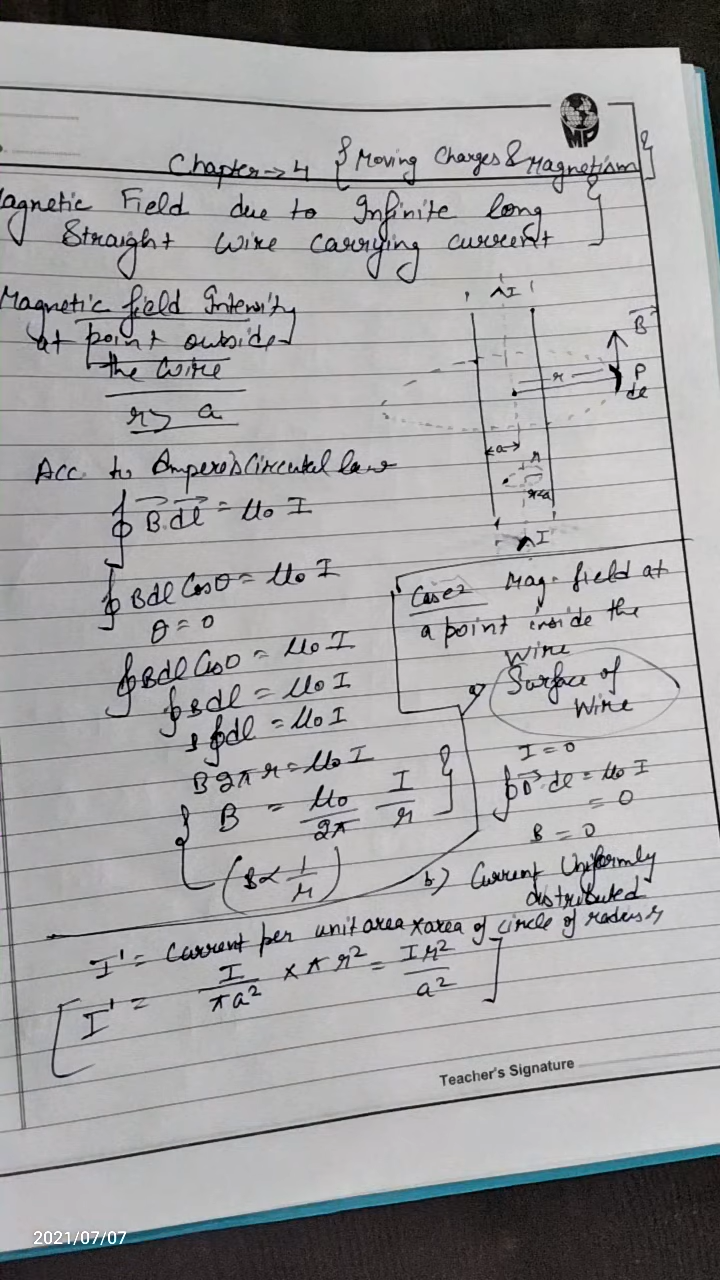 MP
Chapter → 4 { Moving Charges & Magnetism }
Magnetic Field due to Infinite long
Straight wire carrying current
Magnetic field Intensity
at point outside
the wire
r > a
I
B
r
P
dl
a
r
r<a
I
Acc. to Ampere's Circuital law
∮ B⃗.dl⃗ = μ₀ I
∮ Bdl Cosθ = μ₀ I
θ = 0
∮ Bdl Cos0 = μ₀ I
∮ Bdl = μ₀ I
B ∮dl = μ₀ I
B 2π r = μ₀ I
{ B = μ₀/2π I/r }
(B ∝ 1/r)
Case 2 Mag. field at
a point inside the
wire
a) Surface of
Wire
I = 0
∮ B⃗.dl = μ₀ I
= 0
B = 0
b) Current Uniformly
distributed
I' = Current per unit area × area of circle of radius r
[ I' = I/πa² × π r² = I r²/a² ]
Teacher's Signature
2021/07/07